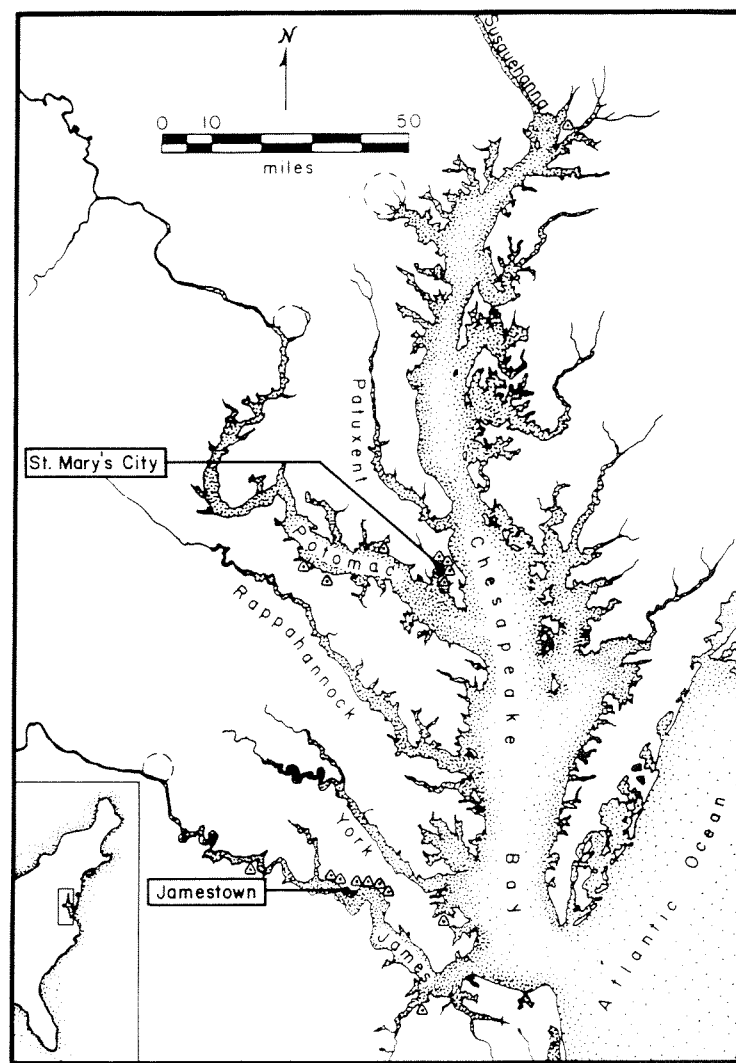 Susquehanna
N
0 10 50
miles
Patuxent
St. Mary's City
Potomac
Chesapeake
Bay
Rappahannock
York
Jamestown
James
Atlantic Ocean